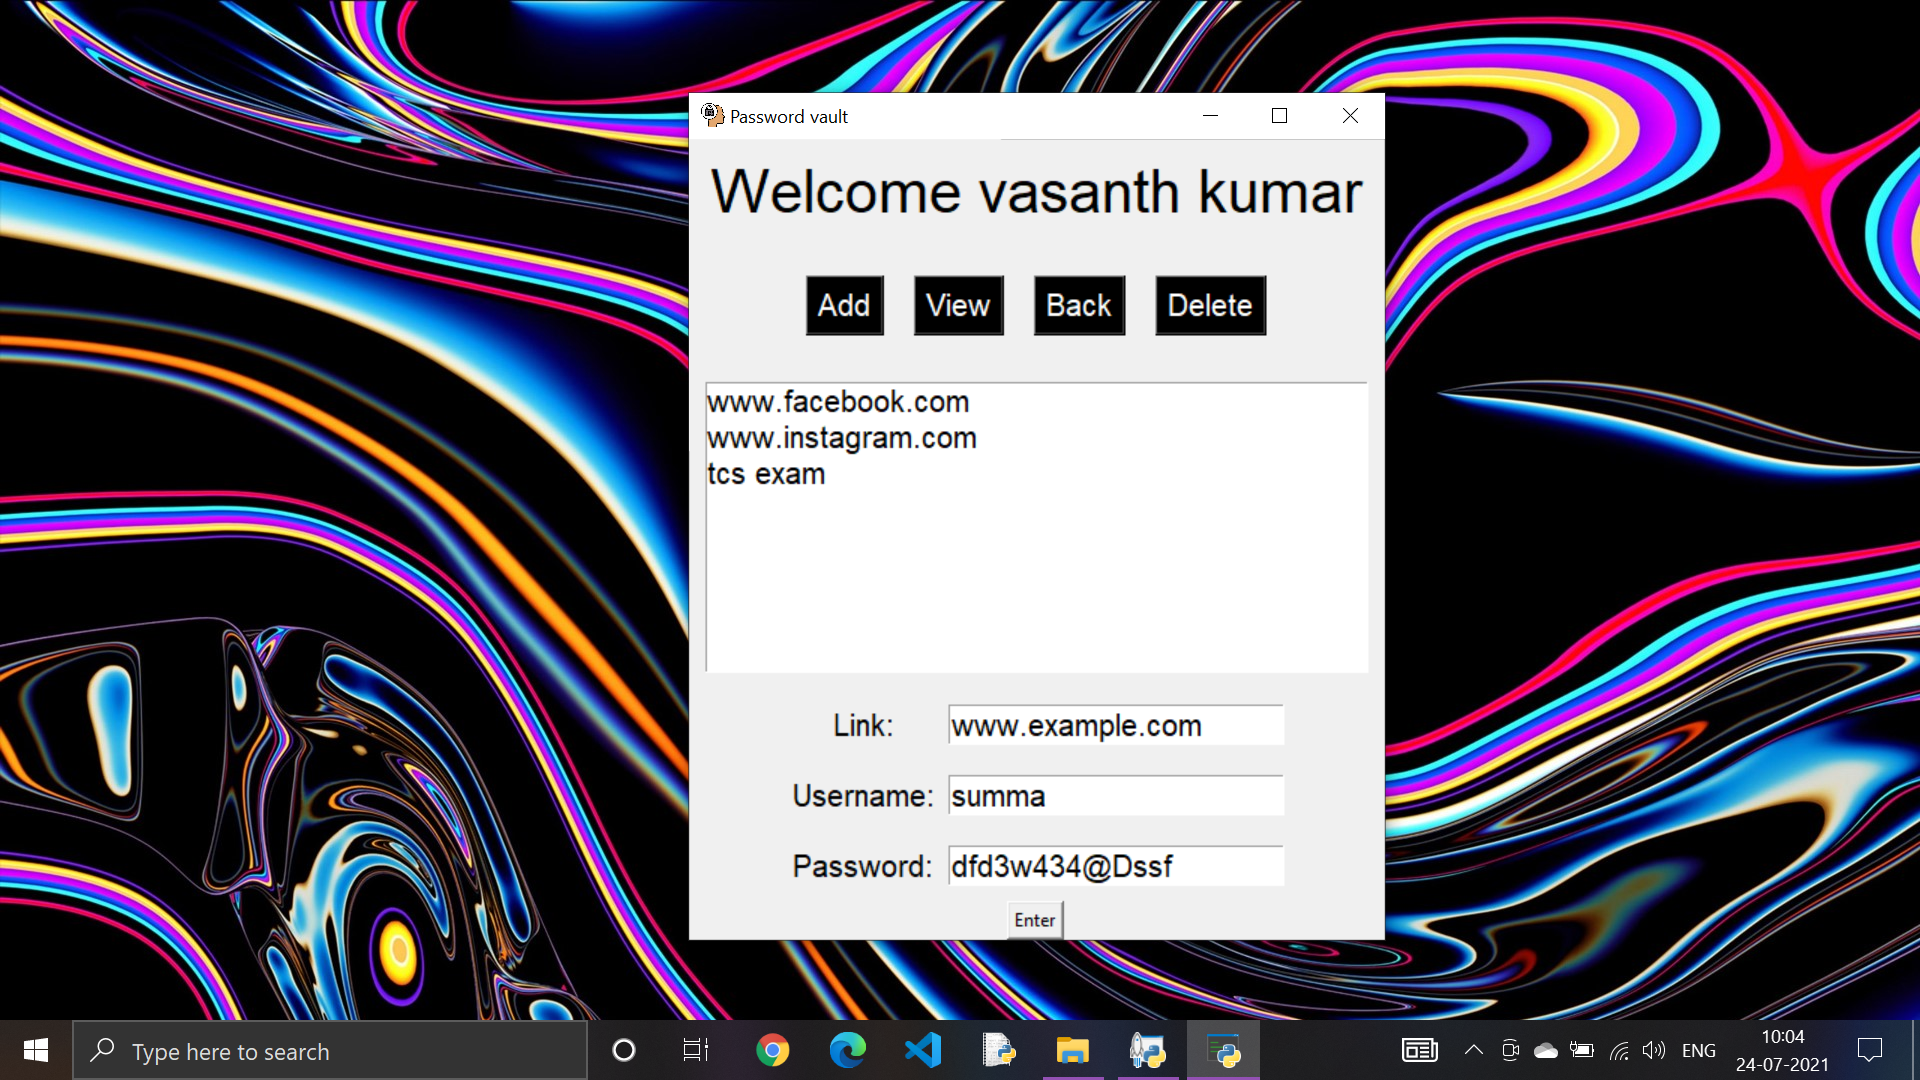 Password vault
Welcome vasanth kumar
Add View Back Delete
www.facebook.com
www.instagram.com
tcs exam
Link: www.example.com
Username: summa
Password: dfd3w434@Dssf
Enter
Type here to search
ENG
10:04
24-07-2021